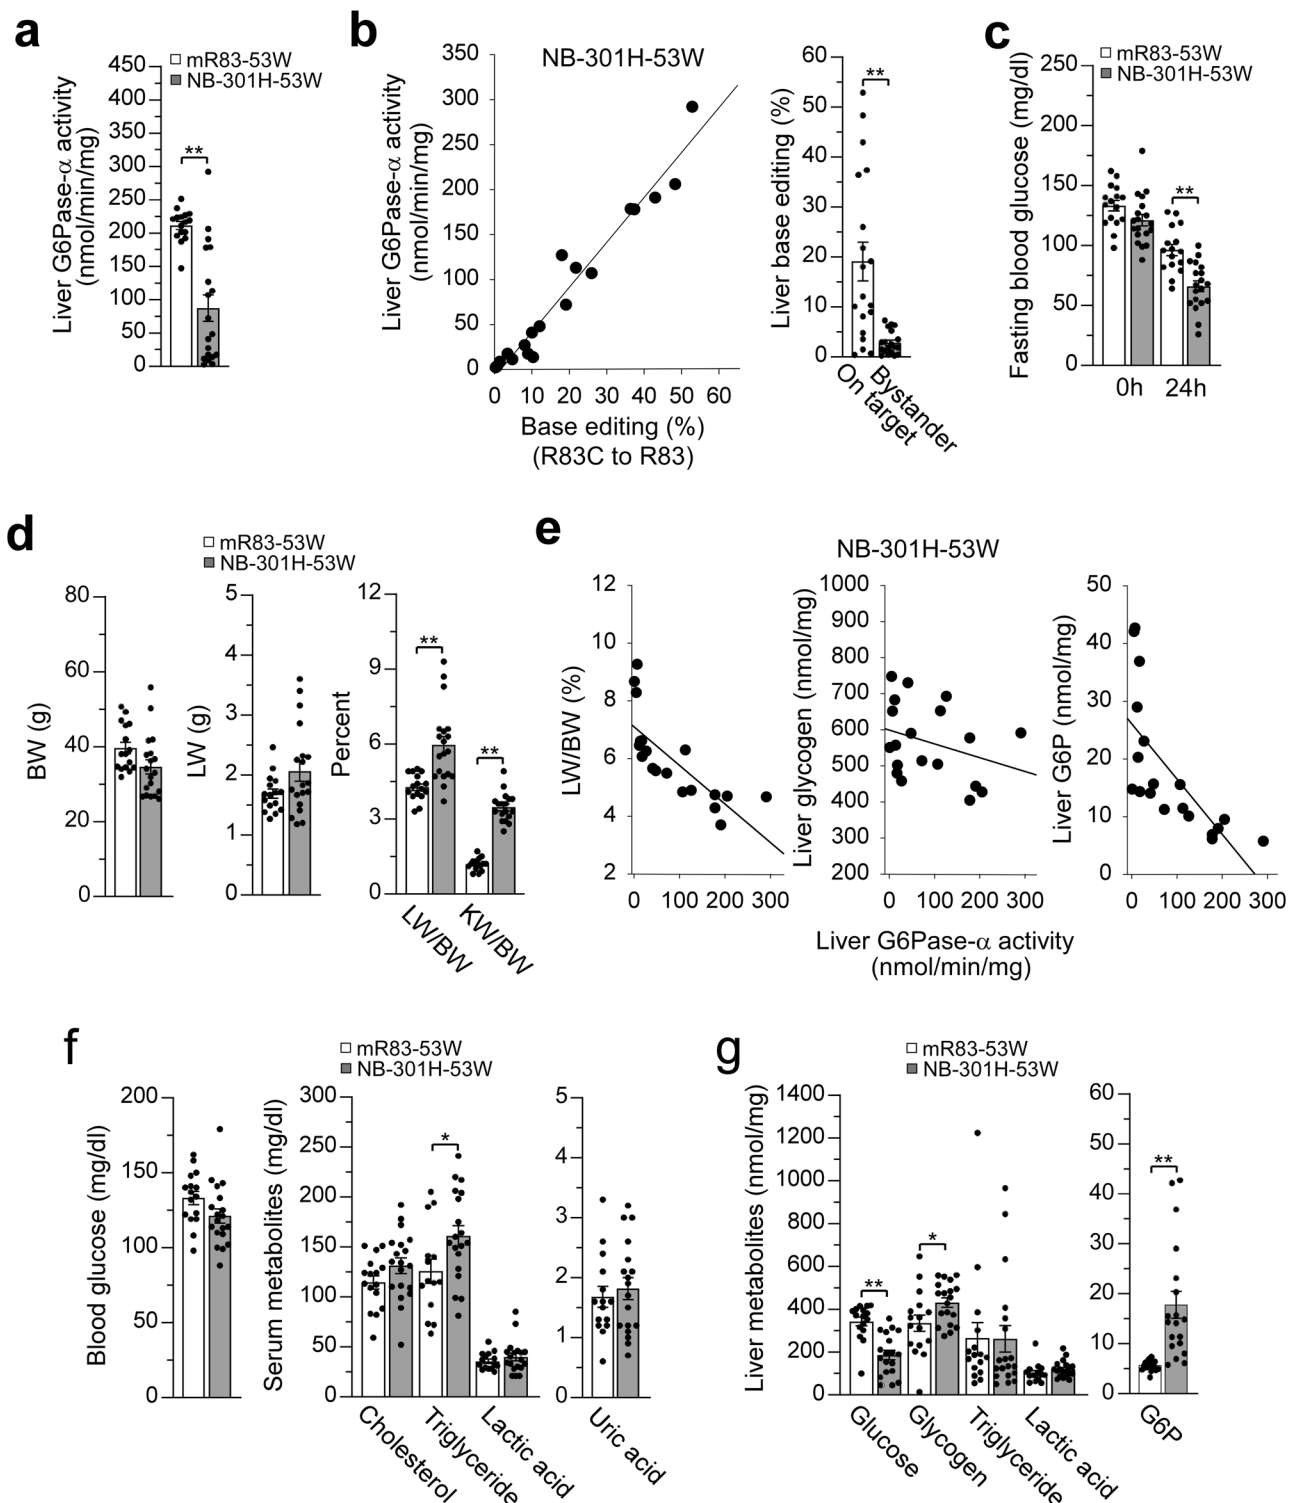 a
mR83-53W
NB-301H-53W
Liver G6Pase-α activity
(nmol/min/mg)
450
400
350
300
250
200
150
100
50
0
**
b
NB-301H-53W
Liver G6Pase-α activity
(nmol/min/mg)
350
300
250
200
150
100
50
0
0 10 20 30 40 50 60
Base editing (%)
(R83C to R83)
Liver base editing (%)
60
50
40
30
20
10
0
**
On target
Bystander
c
mR83-53W
NB-301H-53W
Fasting blood glucose (mg/dl)
250
200
150
100
50
0
**
0h 24h
d
mR83-53W
NB-301H-53W
BW (g)
80
60
40
20
0
LW (g)
5
4
3
2
1
0
Percent
12
9
6
3
0
**
**
LW/BW
KW/BW
e
NB-301H-53W
LW/BW (%)
12
10
8
6
4
2
0 100 200 300
Liver glycogen (nmol/mg)
1000
900
800
700
600
500
400
300
200
0 100 200 300
Liver G6P (nmol/mg)
50
40
30
20
10
0
0 100 200 300
Liver G6Pase-α activity
(nmol/min/mg)
f
mR83-53W
NB-301H-53W
Blood glucose (mg/dl)
200
150
100
50
0
Serum metabolites (mg/dl)
300
250
200
150
100
50
0
*
Cholesterol
Triglyceride
Lactic acid
5
4
3
2
1
0
Uric acid
g
mR83-53W
NB-301H-53W
Liver metabolites (nmol/mg)
1400
1200
1000
800
600
400
200
0
**
*
Glucose
Glycogen
Triglyceride
Lactic acid
60
50
40
30
20
10
0
**
G6P